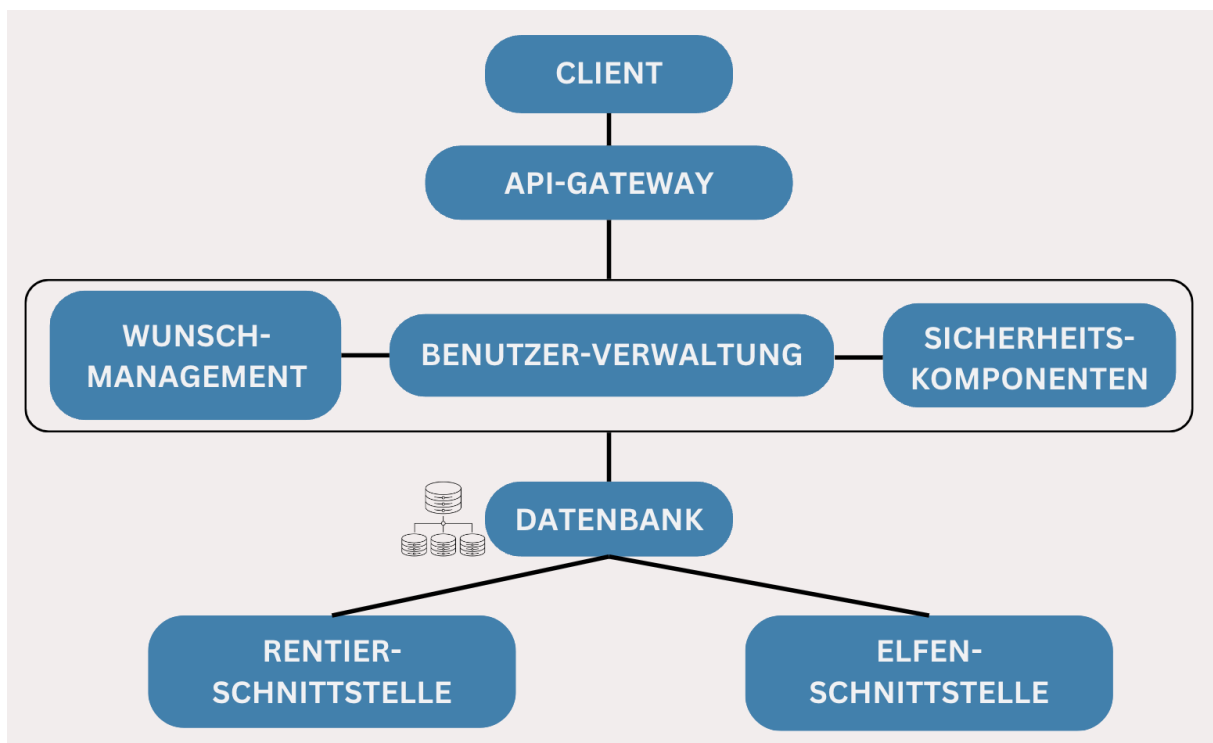 CLIENT
API-GATEWAY
WUNSCH-
MANAGEMENT
BENUTZER-VERWALTUNG
SICHERHEITS-
KOMPONENTEN
DATENBANK
RENTIER-
SCHNITTSTELLE
ELFEN-
SCHNITTSTELLE